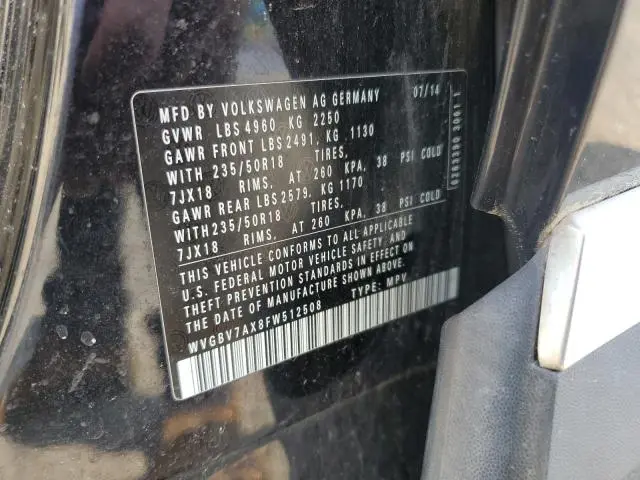 MFD BY VOLKSWAGEN AG GERMANY 07/14
GVWR LBS 4960 KG 2250
GAWR FRONT LBS 2491, KG 1130
WITH 235/50R18 TIRES,
7JX18 RIMS, AT 260 KPA, 38 PSI COLD
GAWR REAR LBS 2579, KG 1170
WITH 235/50R18 TIRES,
7JX18 RIMS, AT 260 KPA, 38 PSI COLD
THIS VEHICLE CONFORMS TO ALL APPLICABLE
U.S. FEDERAL MOTOR VEHICLE SAFETY, AND
THEFT PREVENTION STANDARDS IN EFFECT ON
THE DATE OF MANUFACTURE SHOWN ABOVE.
WVGBV7AX8FW512508 TYPE: MPV